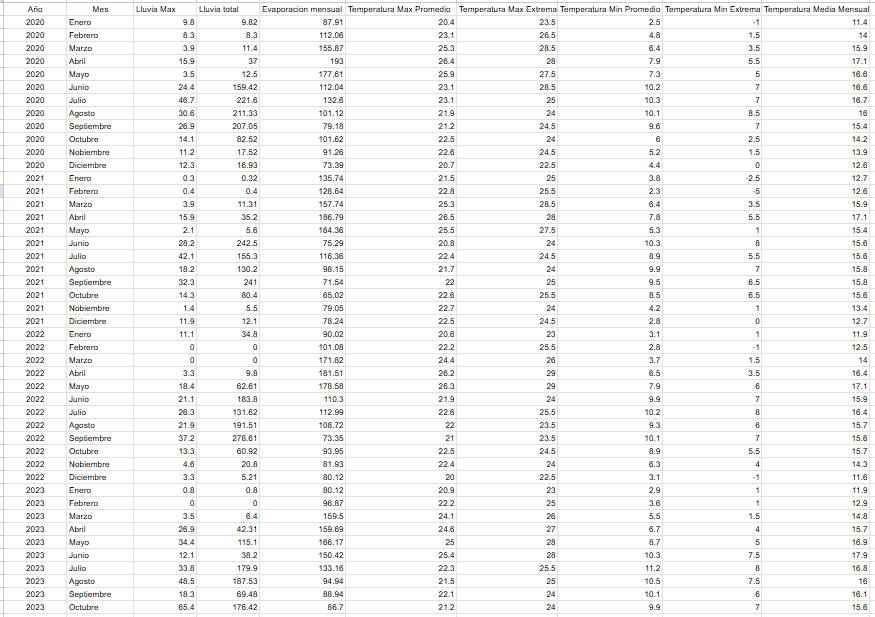 Año Mes Lluvia Max Lluvia total Evaporacion mensual Temperatura Max Promedio Temperatura Max Extrema Temperatura Min Promedio Temperatura Min Extrema Temperatura Media Mensual
2020 Enero 9.8 9.82 87.91 20.4 23.5 2.5 -1 11.4
2020 Febrero 8.3 8.3 112.06 23.1 26.5 4.8 1.5 14
2020 Marzo 3.9 11.4 155.87 25.3 28.5 6.4 3.5 15.9
2020 Abril 15.9 37 193 26.4 28 7.9 5.5 17.1
2020 Mayo 3.5 12.5 177.61 25.9 27.5 7.3 5 16.6
2020 Junio 24.4 159.42 112.04 23.1 28.5 10.2 7 16.6
2020 Julio 46.7 221.6 132.6 23.1 25 10.3 7 16.7
2020 Agosto 30.6 211.33 101.12 21.9 24 10.1 8.5 16
2020 Septiembre 26.9 207.05 79.18 21.2 24.5 9.6 7 15.4
2020 Octubre 14.1 82.52 101.62 22.5 24 6 2.5 14.2
2020 Nobiembre 11.2 17.52 91.26 22.6 24.5 5.2 1.5 13.9
2020 Diciembre 12.3 16.93 73.39 20.7 22.5 4.4 0 12.6
2021 Enero 0.3 0.32 135.74 21.5 25 3.8 -2.5 12.7
2021 Febrero 0.4 0.4 128.64 22.8 25.5 2.3 -5 12.6
2021 Marzo 3.9 11.31 157.74 25.3 28.5 6.4 3.5 15.9
2021 Abril 15.9 35.2 186.79 26.5 28 7.8 5.5 17.1
2021 Mayo 2.1 5.6 164.36 25.5 27.5 5.3 1 15.4
2021 Junio 28.2 242.5 75.29 20.8 24 10.3 8 15.6
2021 Julio 42.1 155.3 116.36 22.4 24.5 8.9 5.5 15.6
2021 Agosto 18.2 130.2 98.15 21.7 24 9.9 7 15.8
2021 Septiembre 32.3 241 71.54 22 25 9.5 6.5 15.8
2021 Octubre 14.3 80.4 65.02 22.6 25.5 8.5 6.5 15.6
2021 Nobiembre 1.4 5.5 79.05 22.7 24 4.2 1 13.4
2021 Diciembre 11.9 12.1 78.24 22.5 24.5 2.8 0 12.7
2022 Enero 11.1 34.8 90.02 20.6 23 3.1 1 11.9
2022 Febrero 0 0 101.08 22.2 25.5 2.8 -1 12.5
2022 Marzo 0 0 171.82 24.4 26 3.7 1.5 14
2022 Abril 3.3 9.8 181.51 26.2 29 6.5 3.5 16.4
2022 Mayo 18.4 62.61 178.58 26.3 29 7.9 6 17.1
2022 Junio 21.1 183.8 110.3 21.9 24 9.9 7 15.9
2022 Julio 26.3 131.62 112.99 22.6 25.5 10.2 8 16.4
2022 Agosto 21.9 191.51 108.72 22 23.5 9.3 6 15.7
2022 Septiembre 37.2 278.61 73.35 21 23.5 10.1 7 15.6
2022 Octubre 13.3 60.92 93.95 22.5 24.5 8.9 5.5 15.7
2022 Nobiembre 4.6 20.8 81.93 22.4 24 6.3 4 14.3
2022 Diciembre 3.3 5.21 80.12 20 22.5 3.1 -1 11.6
2023 Enero 0.8 0.8 80.12 20.9 23 2.9 1 11.9
2023 Febrero 0 0 96.87 22.2 25 3.6 1 12.9
2023 Marzo 3.5 6.4 159.5 24.1 26 5.5 1.5 14.8
2023 Abril 26.9 42.31 159.69 24.6 27 6.7 4 15.7
2023 Mayo 34.4 115.1 166.17 25 28 8.7 5 16.9
2023 Junio 12.1 38.2 150.42 25.4 28 10.3 7.5 17.9
2023 Julio 33.8 179.9 133.16 22.3 25.5 11.2 8 16.8
2023 Agosto 48.5 187.53 94.94 21.5 25 10.5 7.5 16
2023 Septiembre 18.3 69.48 88.94 22.1 24 10.1 6 16.1
2023 Octubre 65.4 176.42 86.7 21.2 24 9.9 7 15.6